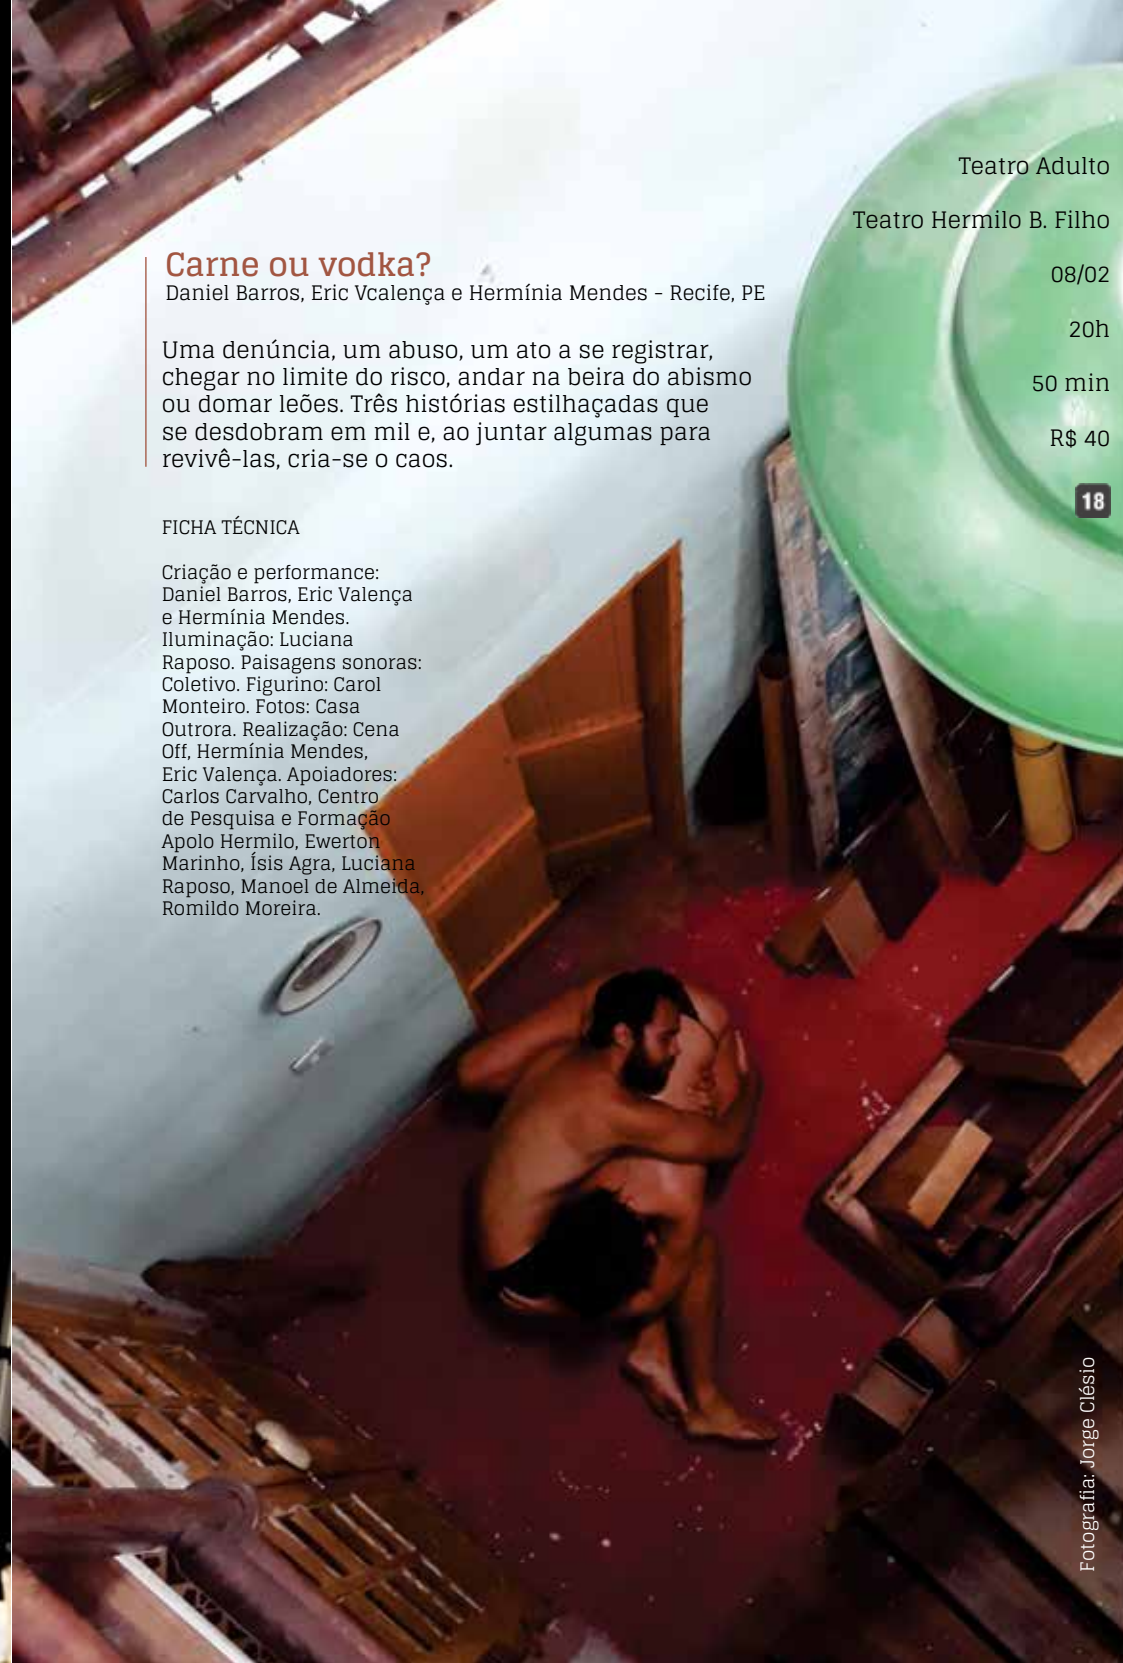 Carne ou vodka?
Daniel Barros, Eric Vcalença e Hermínia Mendes - Recife, PE
Uma denúncia, um abuso, um ato a se registrar,
chegar no limite do risco, andar na beira do abismo
ou domar leões. Três histórias estilhaçadas que
se desdobram em mil e, ao juntar algumas para
revivê-las, cria-se o caos.
FICHA TÉCNICA
Criação e performance:
Daniel Barros, Eric Valença
e Hermínia Mendes.
Iluminação: Luciana
Raposo. Paisagens sonoras:
Coletivo. Figurino: Carol
Monteiro. Fotos: Casa
Outrora. Realização: Cena
Off, Hermínia Mendes,
Eric Valença. Apoiadores:
Carlos Carvalho, Centro
de Pesquisa e Formação
Apolo Hermilo, Ewerton
Marinho, Ísis Agra, Luciana
Raposo, Manoel de Almeida,
Romildo Moreira.
Teatro Adulto
Teatro Hermilo B. Filho
08/02
20h
50 min
R$ 40
18
Fotografia: Jorge Clésio